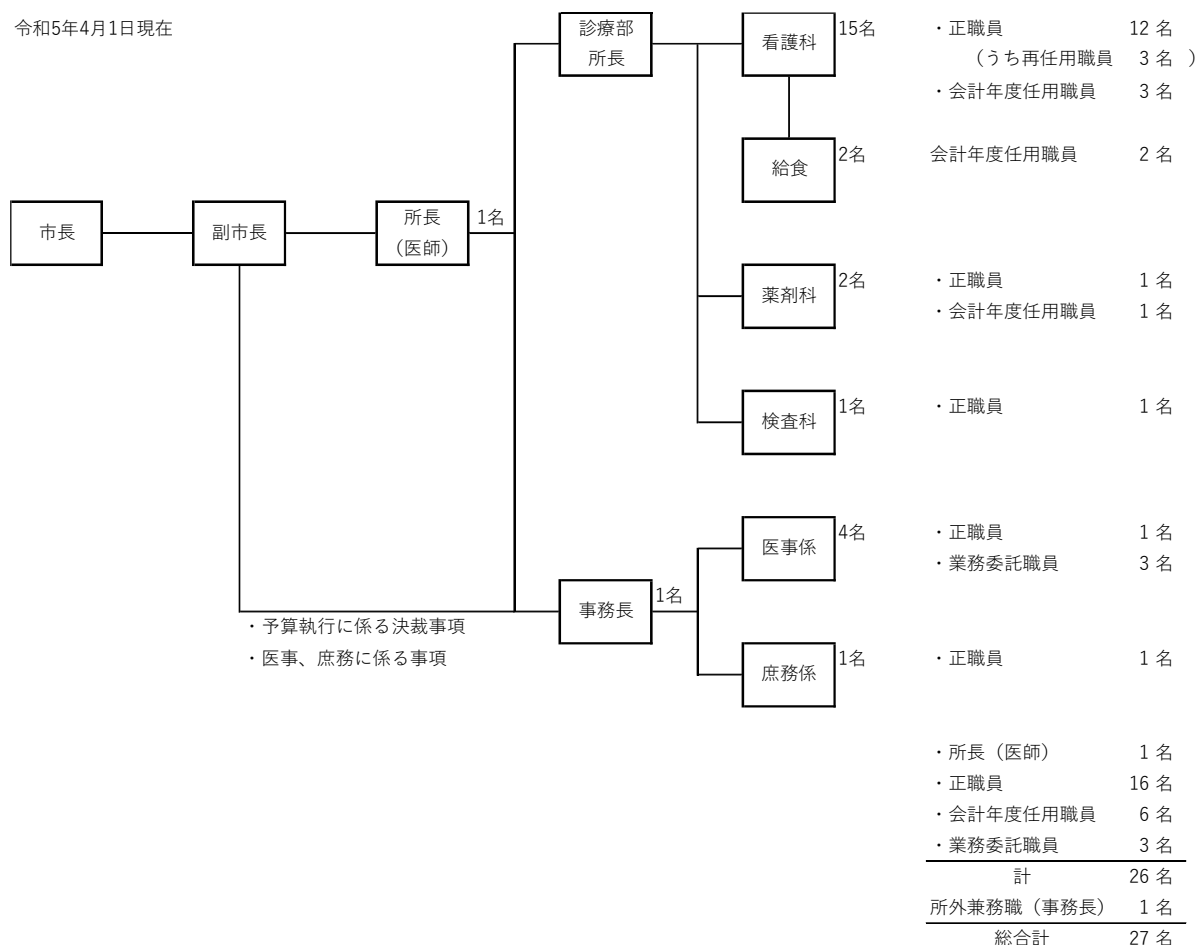 令和5年4月1日現在
診療部
所長
看護科
15名
・正職員 12 名
（うち再任用職員 3 名 ）
・会計年度任用職員 3 名
給食
2名
会計年度任用職員 2 名
市長
副市長
所長
（医師）
1名
薬剤科
2名
・正職員 1 名
・会計年度任用職員 1 名
検査科
1名
・正職員 1 名
医事係
4名
・正職員 1 名
・業務委託職員 3 名
事務長
1名
・予算執行に係る決裁事項
・医事、庶務に係る事項
庶務係
1名
・正職員 1 名
・所長（医師） 1 名
・正職員 16 名
・会計年度任用職員 6 名
・業務委託職員 3 名
計 26 名
所外兼務職（事務長） 1 名
総合計 27 名